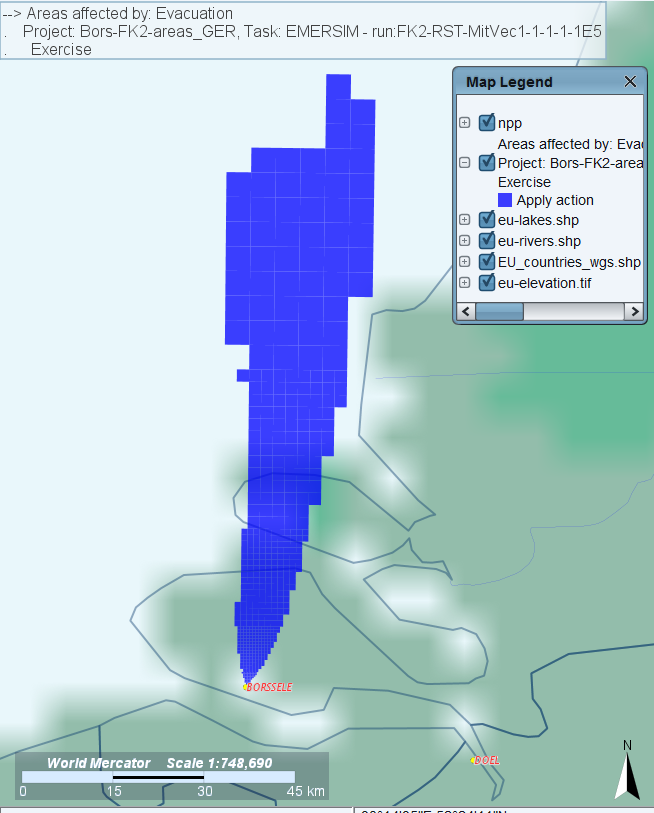 --> Areas affected by: Evacuation
. Project: Bors-FK2-areas_GER, Task: EMERSIM - run:FK2-RST-MitVec1-1-1-1-1E5
. Exercise
Map Legend
npp
Areas affected by: Eva
Project: Bors-FK2-area
Exercise
Apply action
eu-lakes.shp
eu-rivers.shp
EU_countries_wgs.shp
eu-elevation.tif
BORSSELE
DOEL
N
World Mercator Scale 1:748,690
0 15 30 45 km